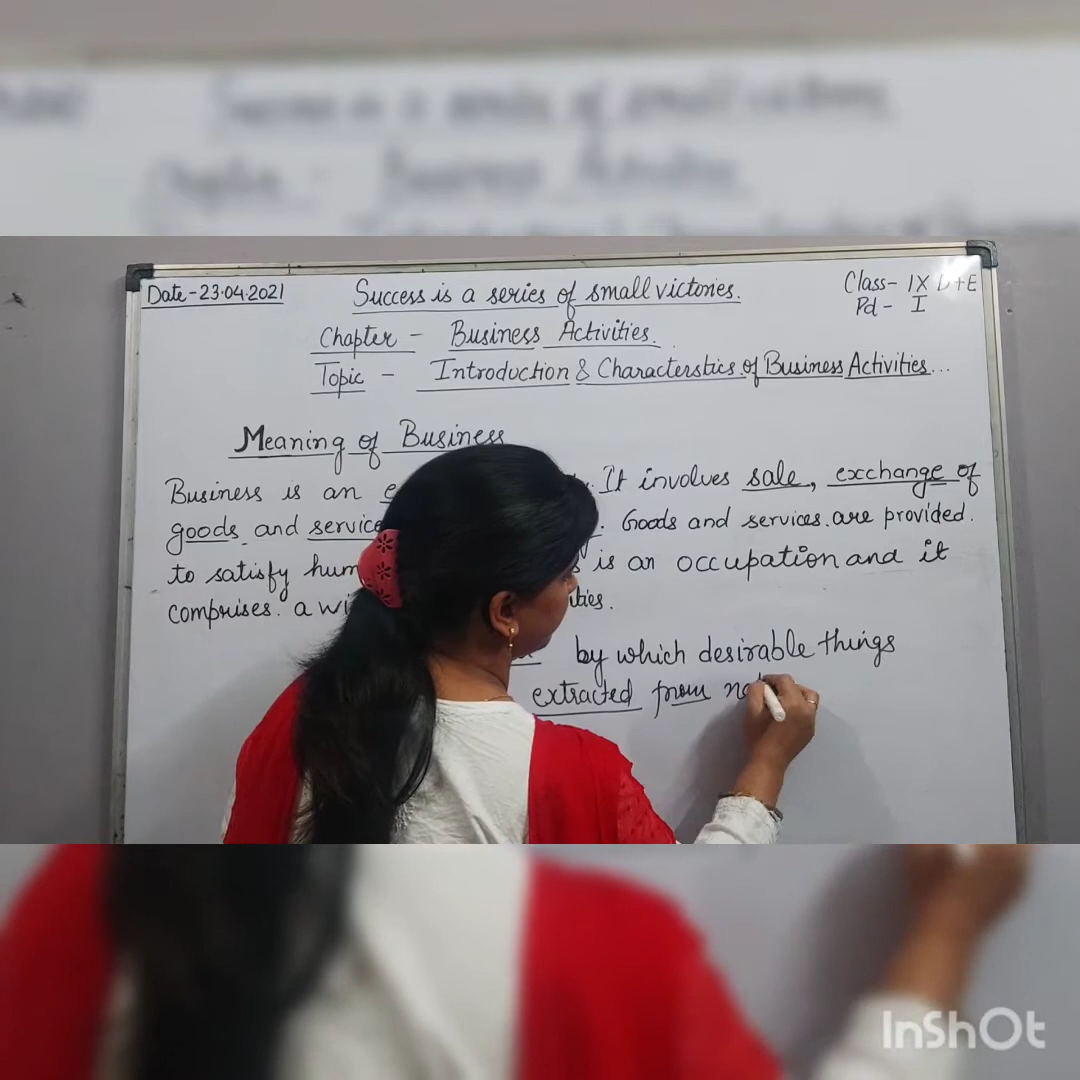 Date-23.04.2021
Success is a series of small victories.
Class- IX D+E
Pd - I
Chapter - Business Activities.
Topic - Introduction & Characterstics of Business Activities...
Meaning of Business
Business is an It involves sale, exchange of
goods and Goods and services are provided.
to satisfy is an occupation and it
comprises. a
by which desirable things
extracted from
InShOt